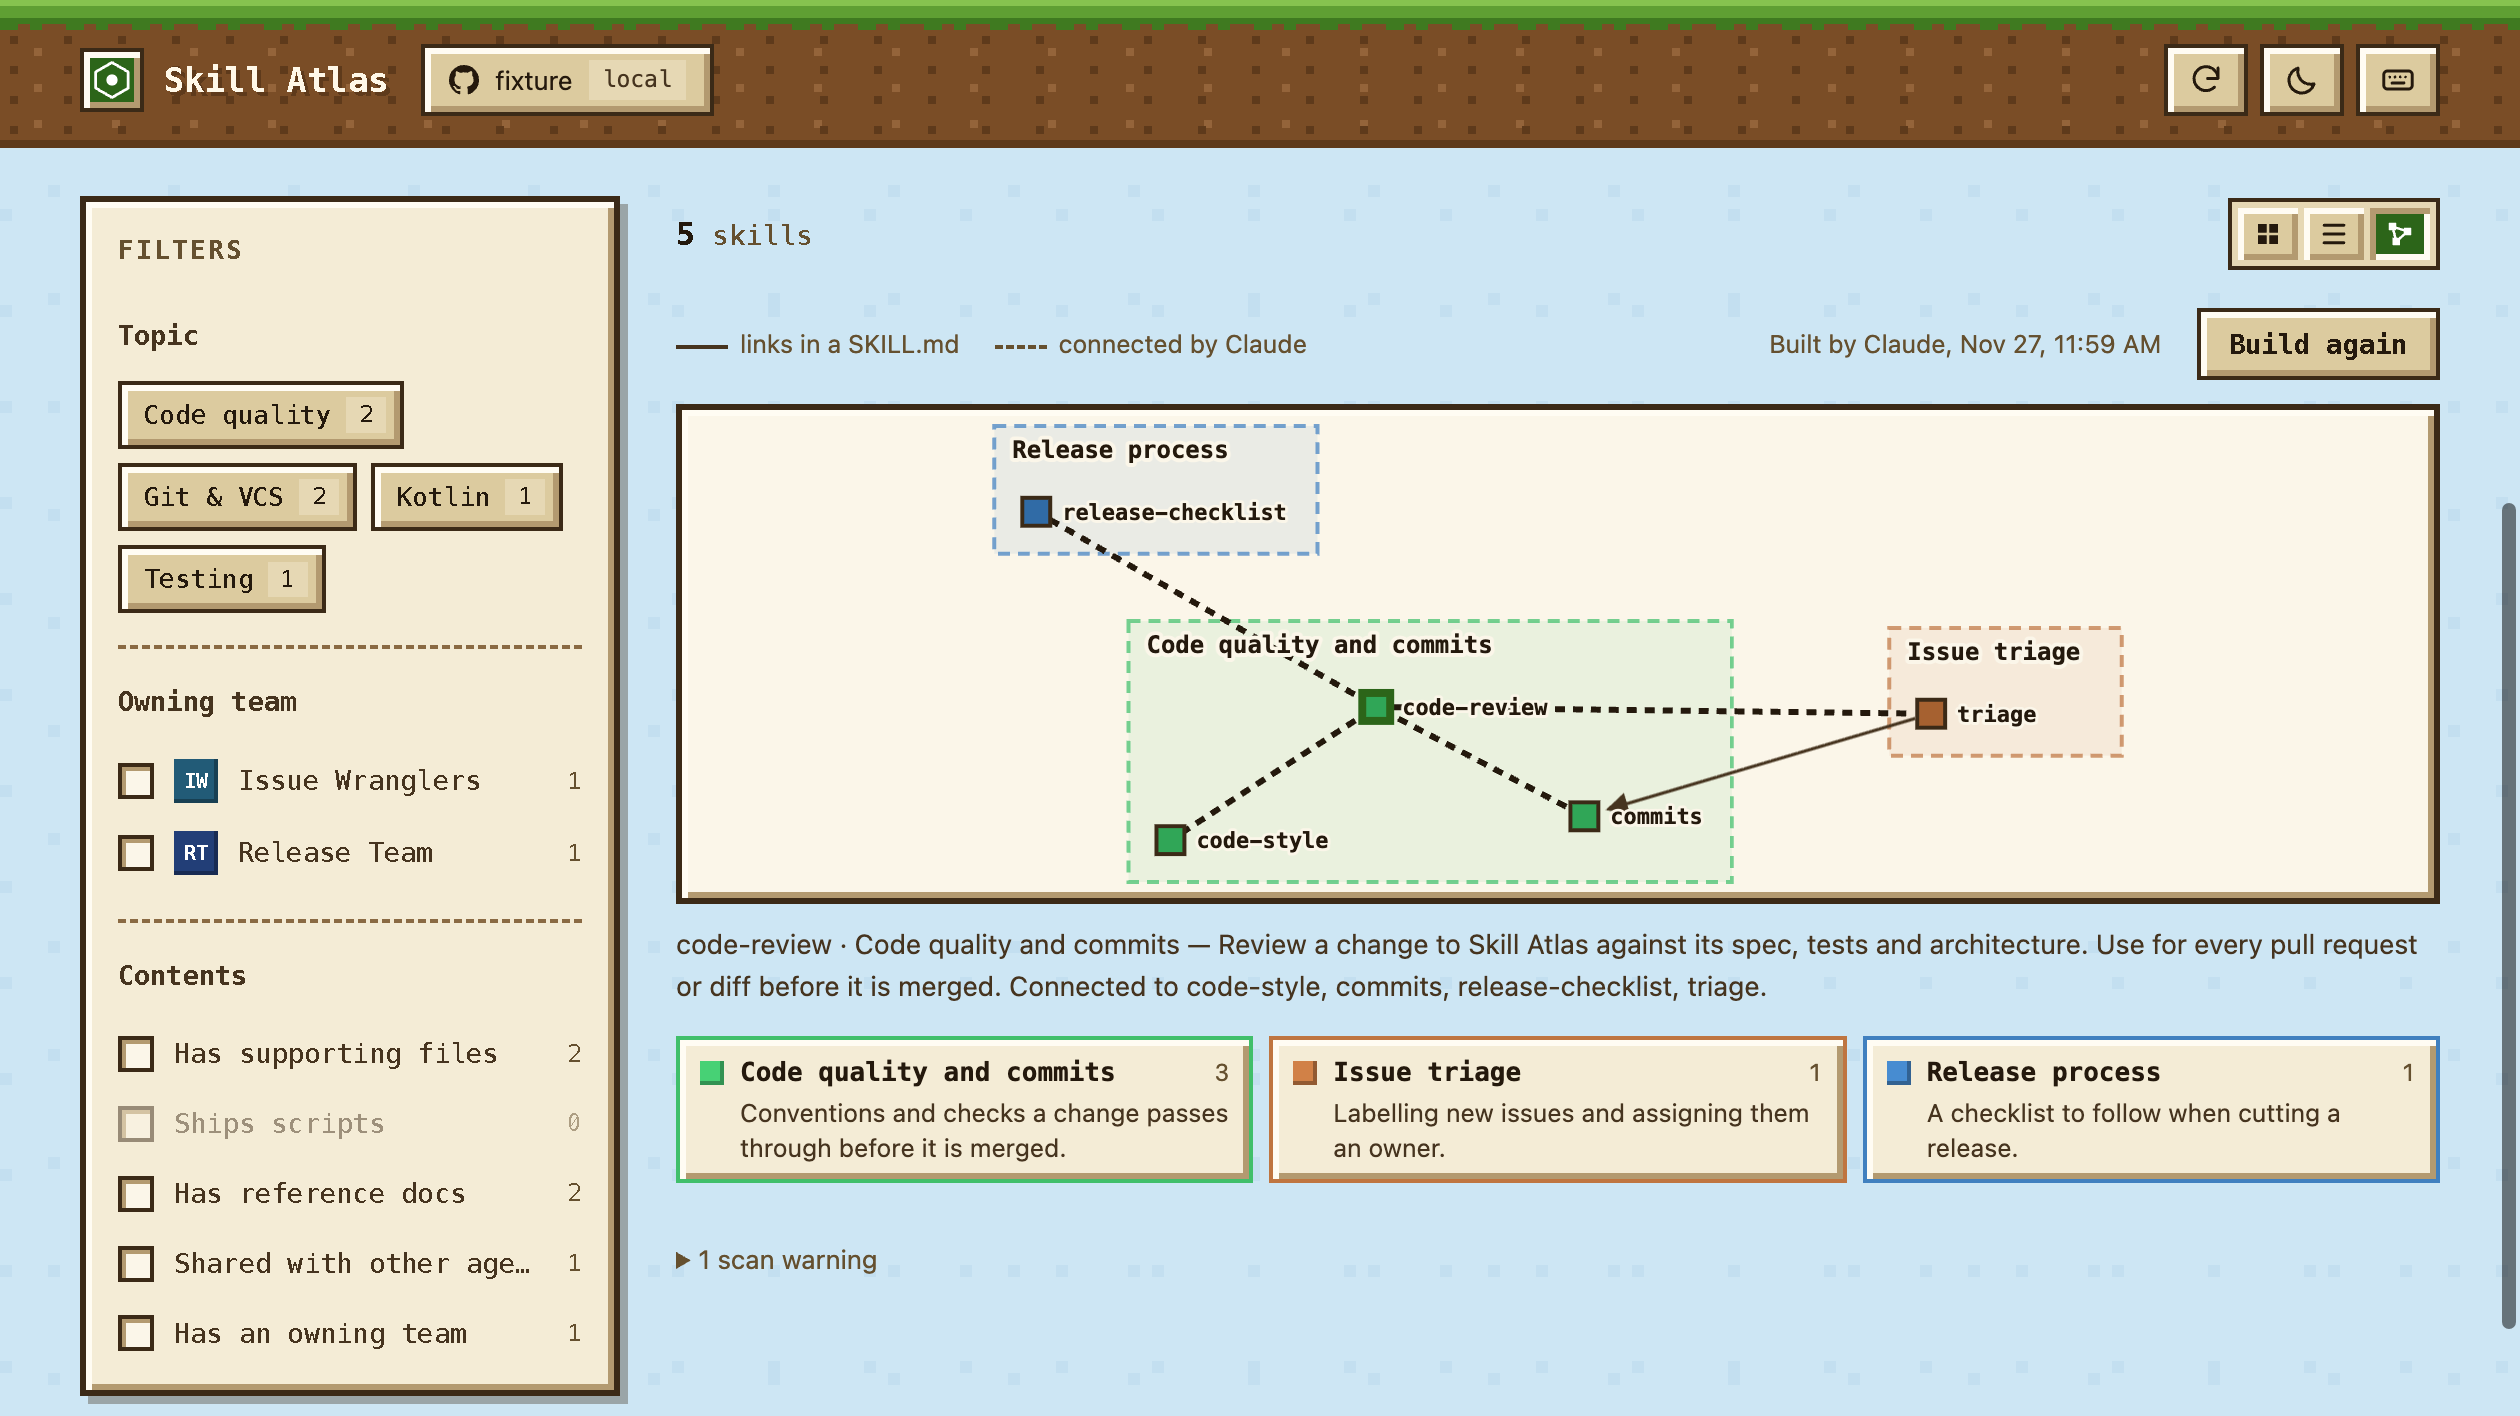 Skill Atlas
fixture local
FILTERS
Topic
Code quality 2
Git & VCS 2
Kotlin 1
Testing 1
Owning team
IW Issue Wranglers 1
RT Release Team 1
Contents
Has supporting files 2
Ships scripts 0
Has reference docs 2
Shared with other age… 1
Has an owning team 1
5 skills
links in a SKILL.md
connected by Claude
Built by Claude, Nov 27, 11:59 AM
Build again
Release process
release-checklist
Code quality and commits
Issue triage
code-review
triage
commits
code-style
code-review · Code quality and commits — Review a change to Skill Atlas against its spec, tests and architecture. Use for every pull request
or diff before it is merged. Connected to code-style, commits, release-checklist, triage.
Code quality and commits 3
Conventions and checks a change passes
through before it is merged.
Issue triage 1
Labelling new issues and assigning them
an owner.
Release process 1
A checklist to follow when cutting a
release.
1 scan warning